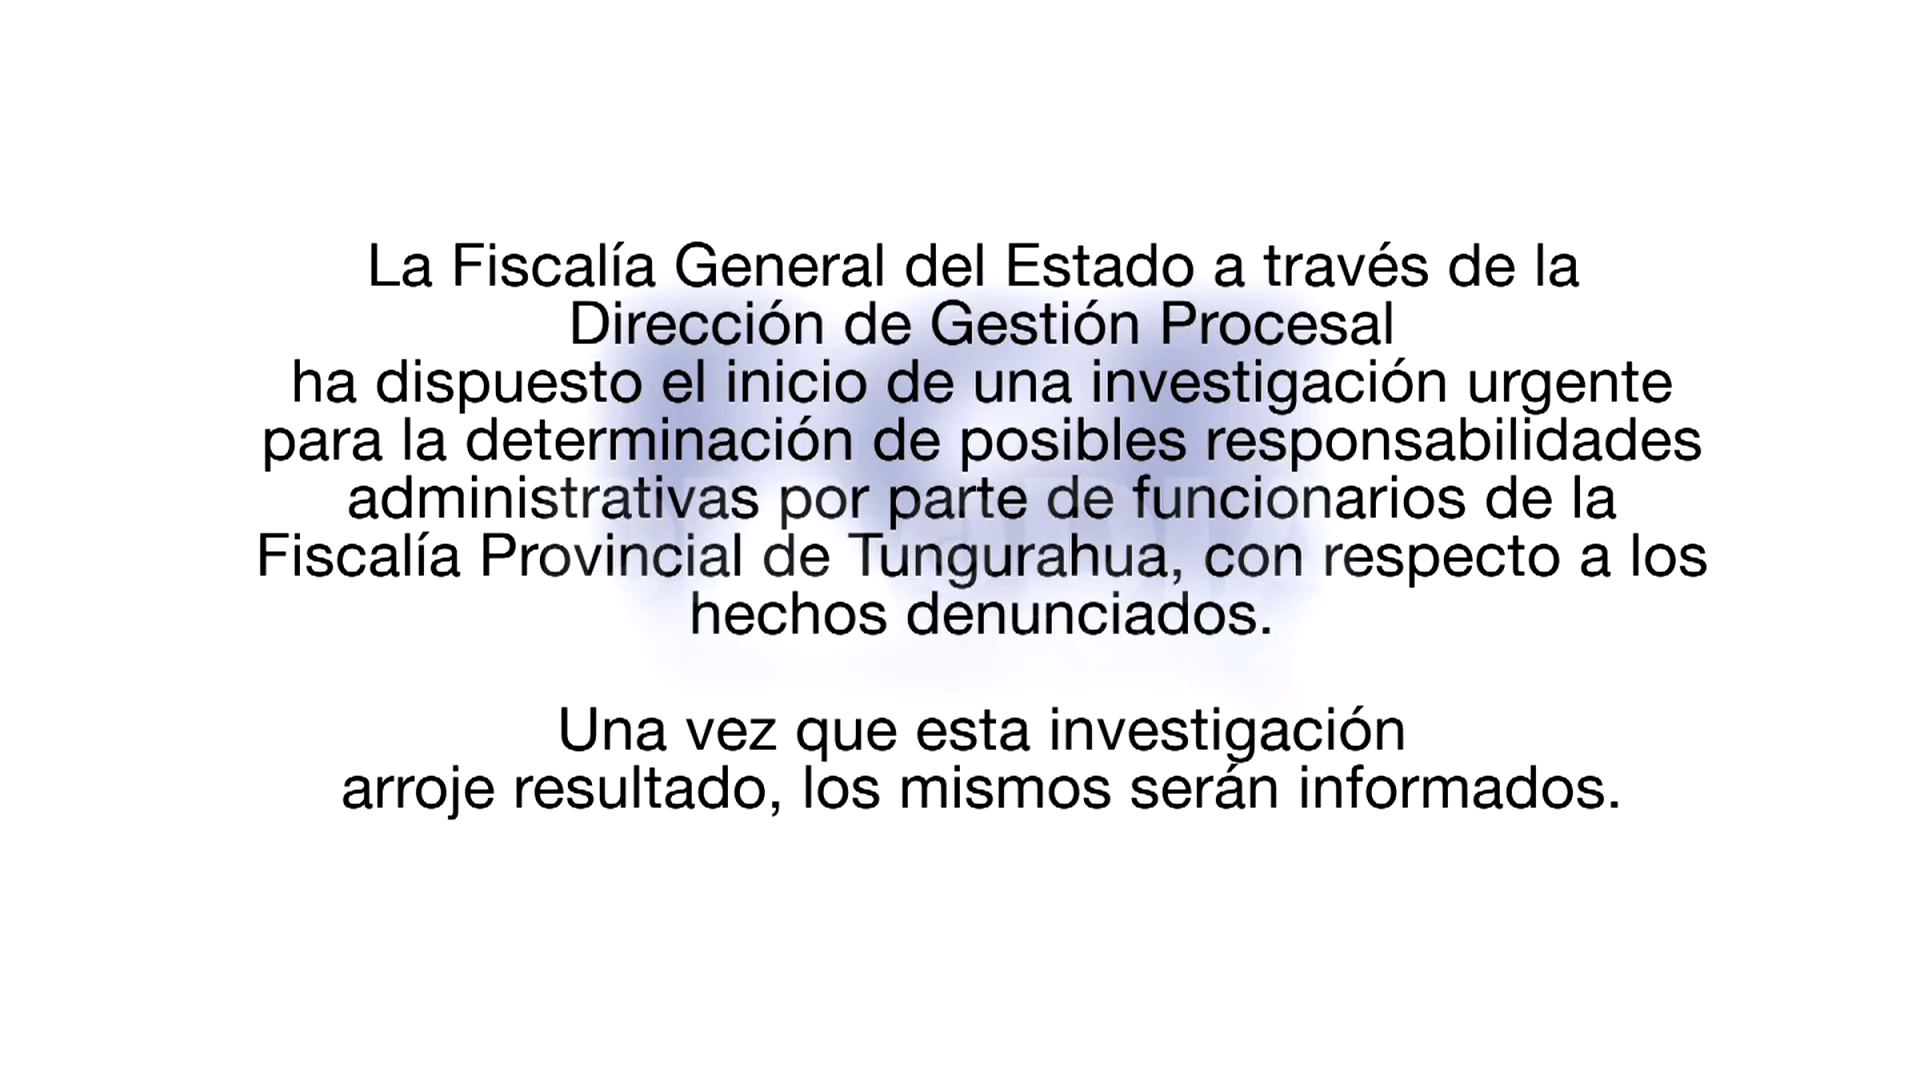 La Fiscalía General del Estado a través de la
Dirección de Gestión Procesal
ha dispuesto el inicio de una investigación urgente
para la determinación de posibles responsabilidades
administrativas por parte de funcionarios de la
Fiscalía Provincial de Tungurahua, con respecto a los
hechos denunciados.
Una vez que esta investigación
arroje resultado, los mismos serán informados.